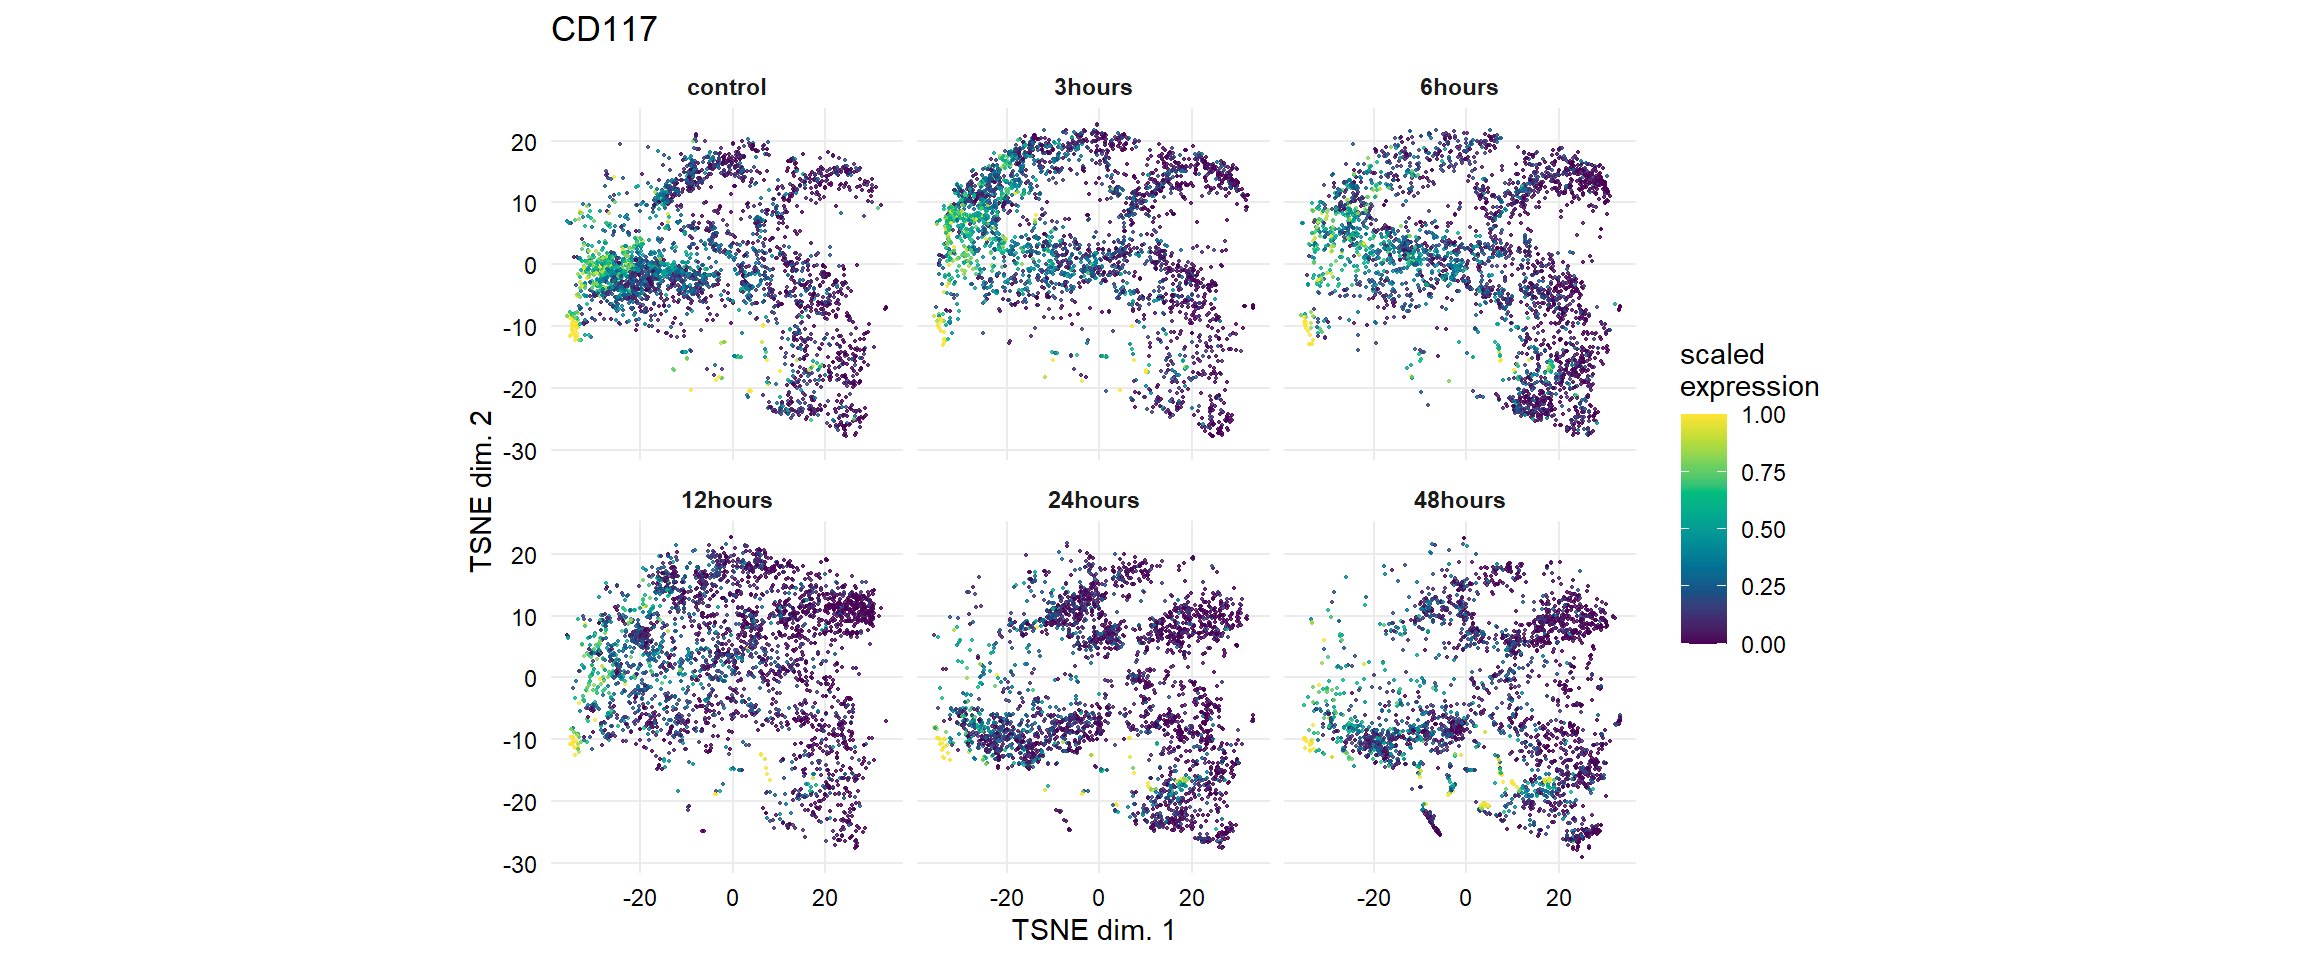 CD117
control
3hours
6hours
20
10
0
-10
-20
-30
12hours
24hours
48hours
20
10
0
-10
-20
-30
-20 0 20
-20 0 20
-20 0 20
TSNE dim. 1
TSNE dim. 2
scaled
expression
1.00
0.75
0.50
0.25
0.00